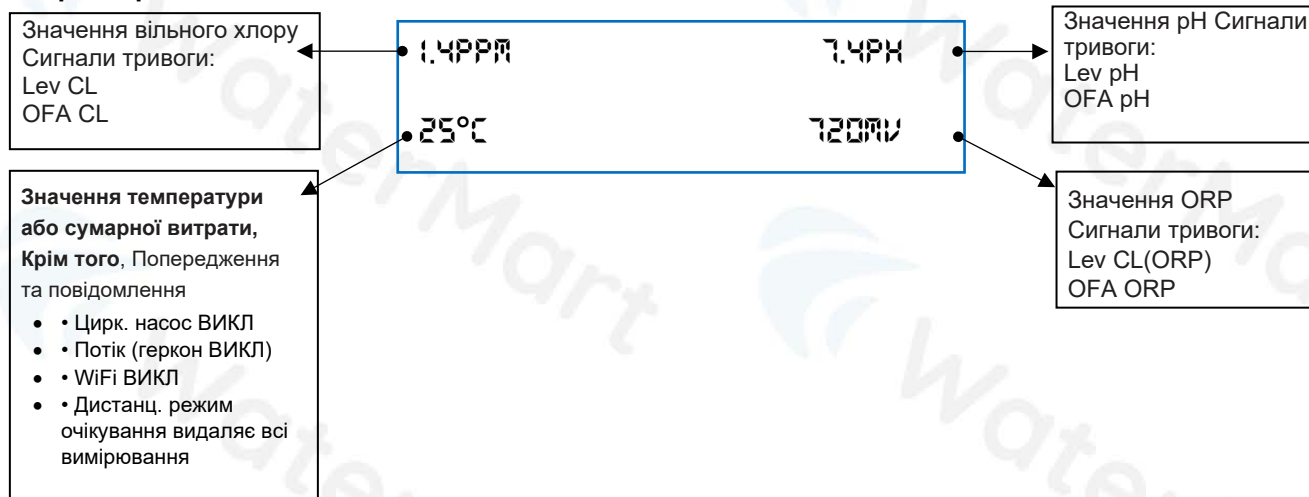 Значення вільного хлору
Сигнали тривоги:
Lev CL
OFA CL
1.4PPM 7.4PH
25°C 720MV
Значення pH Сигнали
тривоги:
Lev pH
OFA pH
Значення температури
або сумарної витрати,
Крім того, Попередження
та повідомлення
• • Цирк. насос ВИКЛ
• • Потік (геркон ВИКЛ)
• • WiFi ВИКЛ
• • Дистанц. режим
очікування видаляє всі
вимірювання
Значення ORP
Сигнали тривоги:
Lev CL(ORP)
OFA ORP
WaterMart
WaterMart